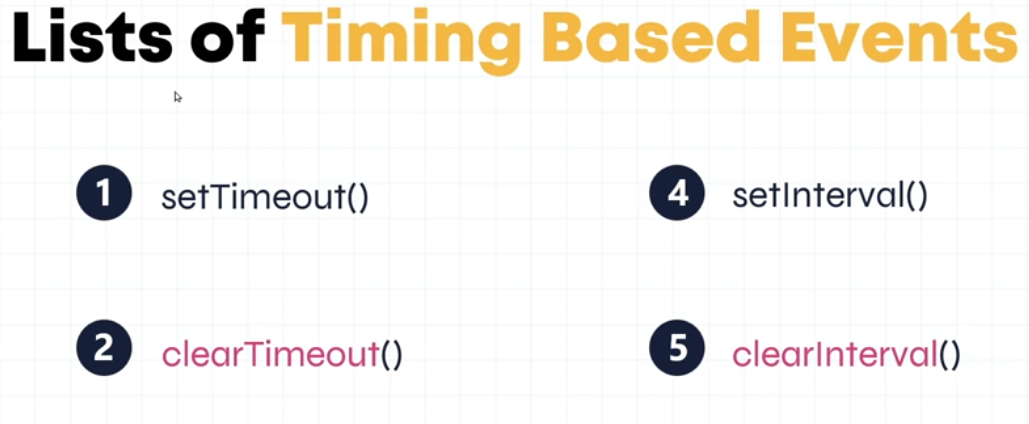 Lists of Timing Based Events
1 setTimeout()
4 setInterval()
2 clearTimeout()
5 clearInterval()